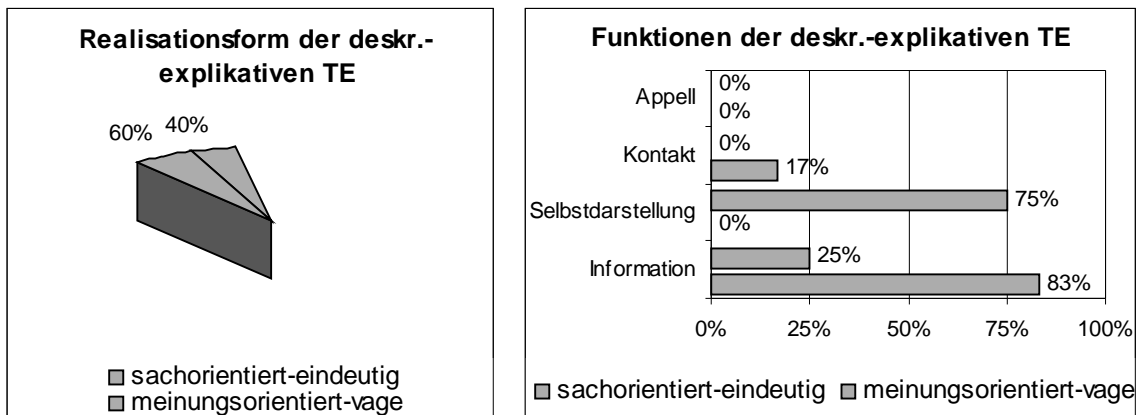 Realisationsform der deskr.-
explikativen TE
60%
40%
sachorientiert-eindeutig
meinungsorientiert-vage
Funktionen der deskr.-explikativen TE
Appell
0%
0%
Kontakt
0%
17%
Selbstdarstellung
75%
0%
Information
25%
83%
0% 25% 50% 75% 100%
sachorientiert-eindeutig meinungsorientiert-vage